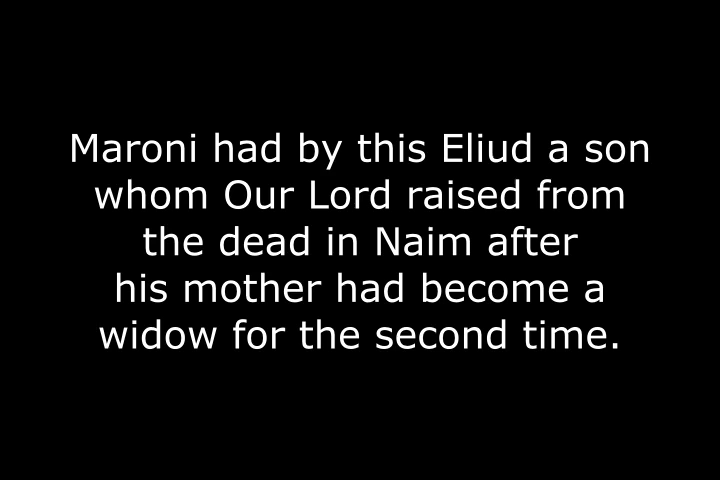 Maroni had by this Eliud a son
whom Our Lord raised from
the dead in Naim after
his mother had become a
widow for the second time.